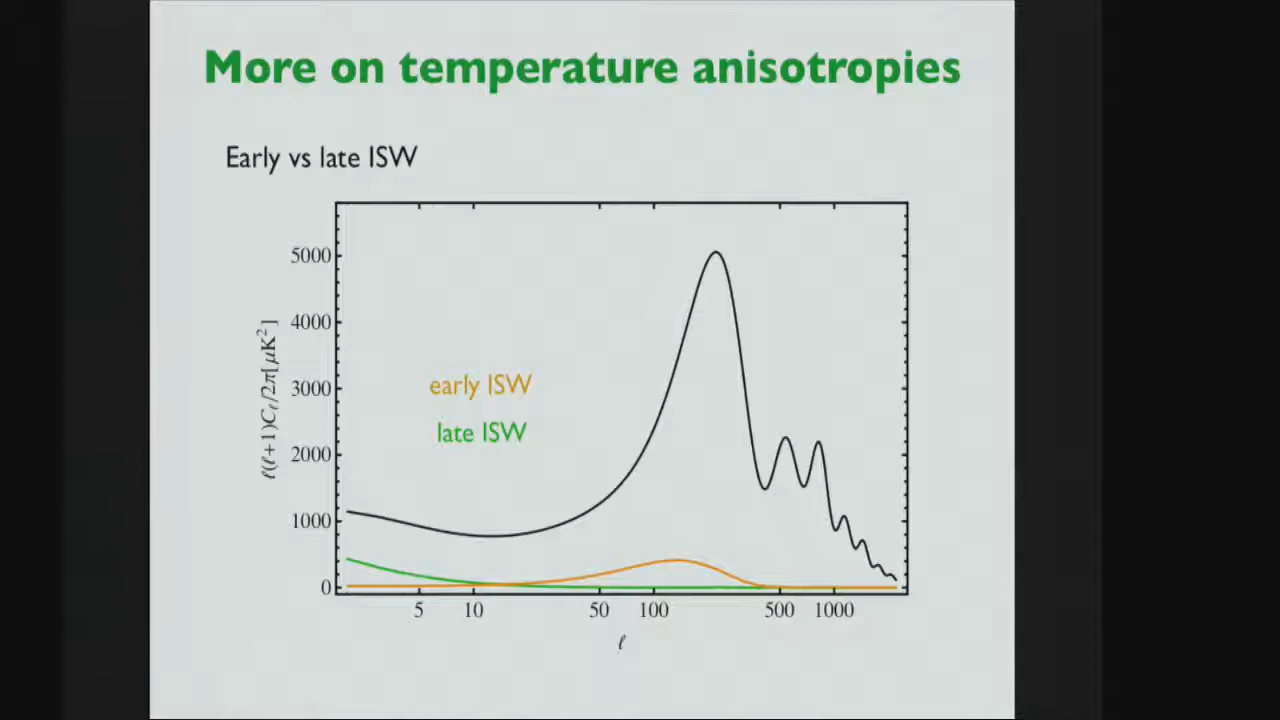 More on temperature anisotropies
Early vs late ISW
ℓ(ℓ+1)Cℓ/2π[μK²]
5000
4000
3000
2000
1000
0
early ISW
late ISW
5 10 50 100 500 1000
ℓ